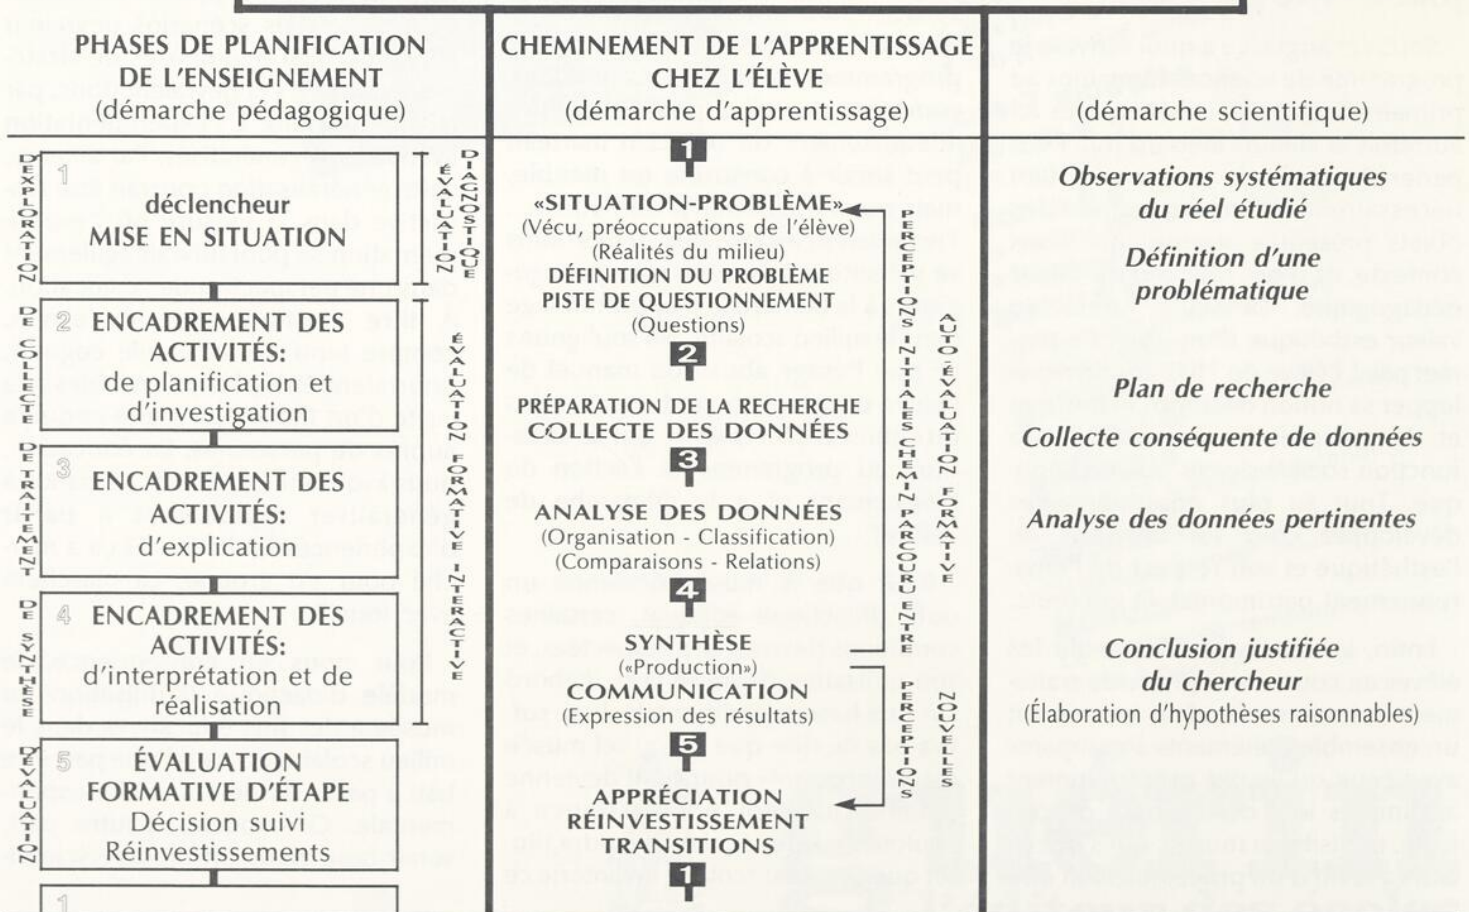 PHASES DE PLANIFICATION
DE L'ENSEIGNEMENT
(démarche pédagogique)
D'EXPLORATION
1
déclencheur
MISE EN SITUATION
ÉVALUATION
DIAGNOSTIQUE
DE COLLECTE
2
ENCADREMENT DES
ACTIVITÉS:
de planification et
d'investigation
DE TRAITEMENT
3
ENCADREMENT DES
ACTIVITÉS:
d'explication
DE SYNTHÈSE
4
ENCADREMENT DES
ACTIVITÉS:
d'interprétation et de
réalisation
ÉVALUATION FORMATIVE INTERACTIVE
D'ÉVALUATION
5
ÉVALUATION
FORMATIVE D'ÉTAPE
Décision suivi
Réinvestissements
1
CHEMINEMENT DE L'APPRENTISSAGE
CHEZ L'ÉLÈVE
(démarche d'apprentissage)
1
«SITUATION-PROBLÈME»
(Vécu, préoccupations de l'élève)
(Réalités du milieu)
DÉFINITION DU PROBLÈME
PISTE DE QUESTIONNEMENT
(Questions)
2
PRÉPARATION DE LA RECHERCHE
COLLECTE DES DONNÉES
3
ANALYSE DES DONNÉES
(Organisation - Classification)
(Comparaisons - Relations)
4
SYNTHÈSE
(«Production»)
COMMUNICATION
(Expression des résultats)
5
APPRÉCIATION
RÉINVESTISSEMENT
TRANSITIONS
1
PERCEPTIONS INITIALES
CHEMIN PARCOURU ENTRE
PERCEPTIONS
NOUVELLES
AUTO-ÉVALUATION FORMATIVE
(démarche scientifique)
Observations systématiques
du réel étudié
Définition d'une
problématique
Plan de recherche
Collecte conséquente de données
Analyse des données pertinentes
Conclusion justifiée
du chercheur
(Élaboration d'hypothèses raisonnables)